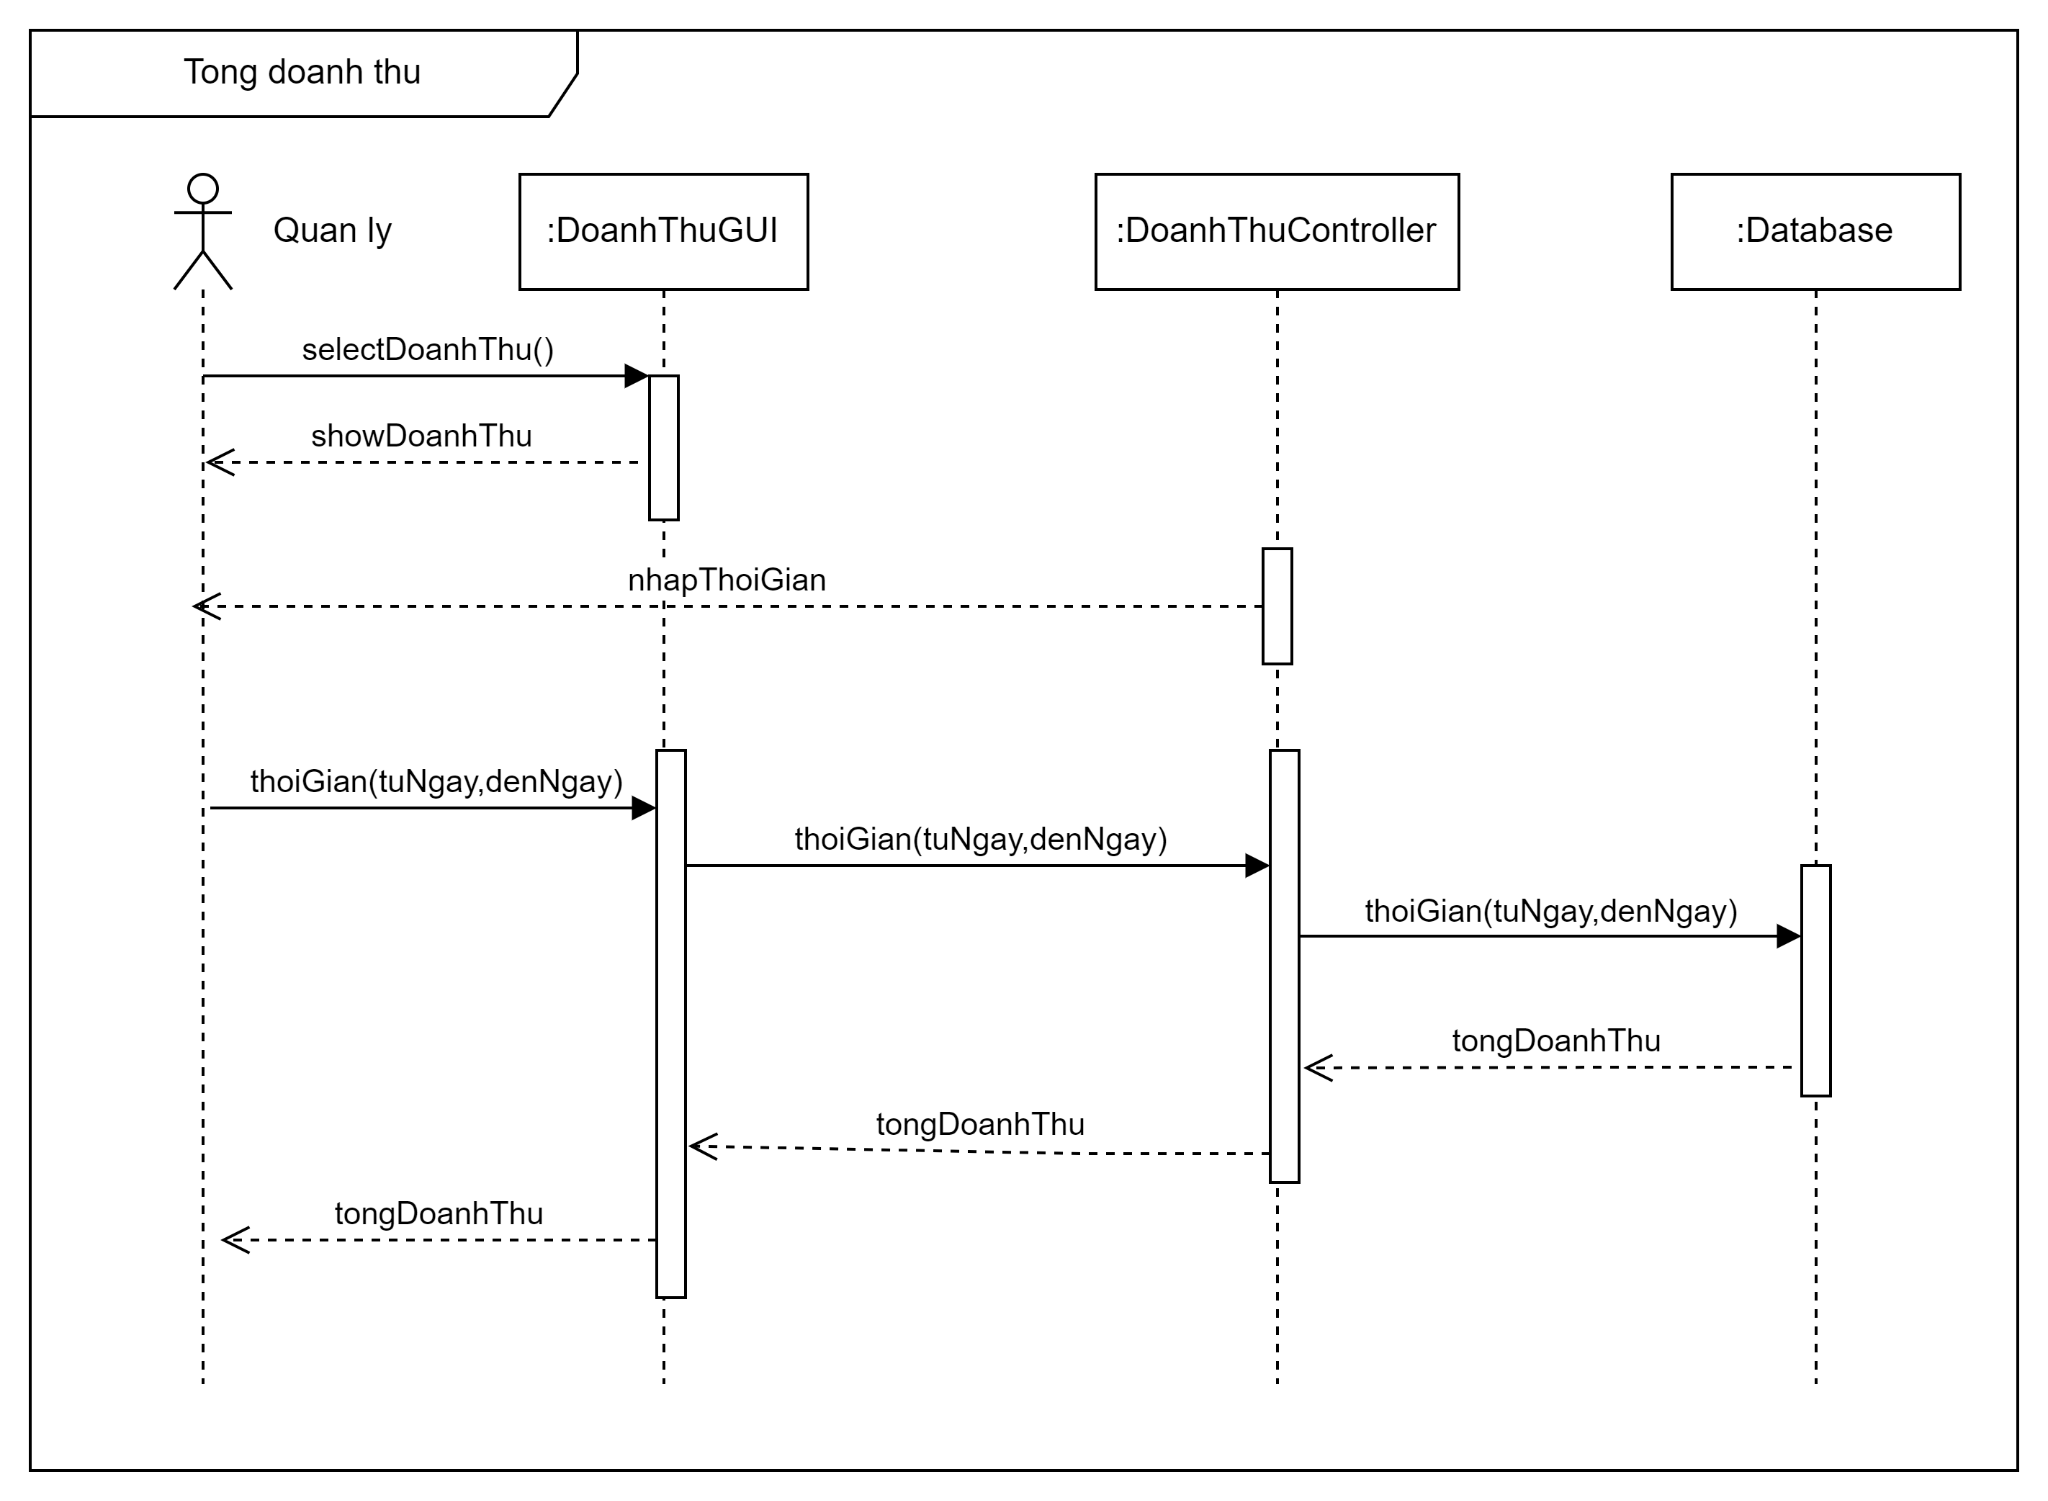 Tong doanh thu
Quan ly
:DoanhThuGUI
:DoanhThuController
:Database
selectDoanhThu()
showDoanhThu
nhapThoiGian
thoiGian(tuNgay,denNgay)
thoiGian(tuNgay,denNgay)
thoiGian(tuNgay,denNgay)
tongDoanhThu
tongDoanhThu
tongDoanhThu